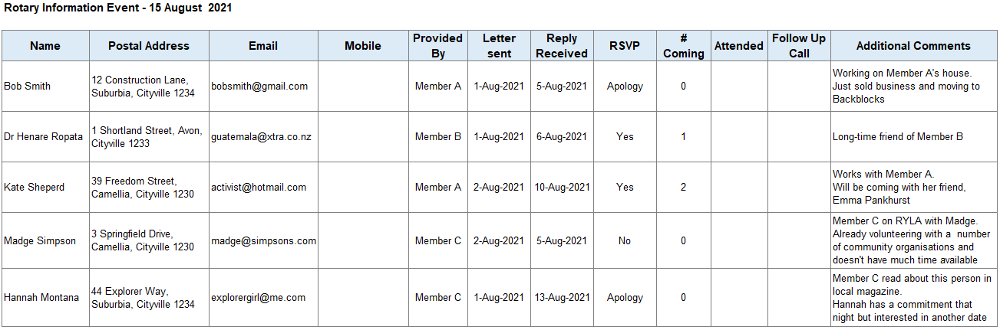 Rotary Information Event - 15 August  2021
Name Postal Address Email Mobile Provided By Letter sent Reply Received RSVP # Coming Attended Follow Up Call Additional Comments
Bob Smith
12 Construction Lane,
Suburbia, Cityville 1234
bobsmith@gmail.com
Member A
1-Aug-2021
5-Aug-2021
Apology
0
Working on Member A's house.
Just sold business and moving to
Backblocks
Dr Henare Ropata
1 Shortland Street, Avon,
Cityville 1233
guatemala@xtra.co.nz
Member B
1-Aug-2021
6-Aug-2021
Yes
1
Long-time friend of Member B
Kate Sheperd
39 Freedom Street,
Camellia, Cityville 1230
activist@hotmail.com
Member A
2-Aug-2021
10-Aug-2021
Yes
2
Works with Member A.
Will be coming with her friend,
Emma Pankhurst
Madge Simpson
3 Springfield Drive,
Camellia, Cityville 1230
madge@simpsons.com
Member C
2-Aug-2021
5-Aug-2021
No
0
Member C on RYLA with Madge.
Already volunteering with a  number
of community organisations and
doesn't have much time available
Hannah Montana
44 Explorer Way,
Suburbia, Cityville 1234
explorergirl@me.com
Member C
1-Aug-2021
13-Aug-2021
Apology
0
Member C read about this person in
local magazine.
Hannah has a commitment that
night but interested in another date